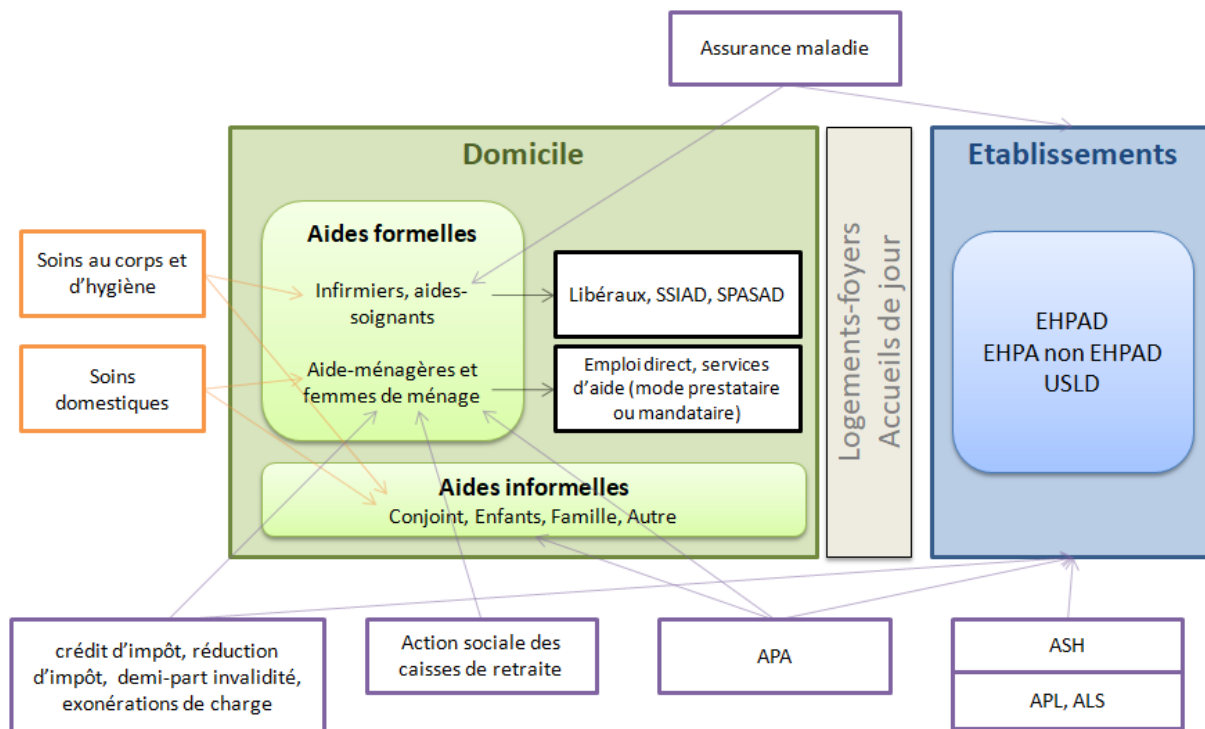 Assurance maladie
Domicile
Etablissements
Aides formelles
Soins au corps et
d’hygiène
Infirmiers, aides-
soignants
Libéraux, SSIAD, SPASAD
Soins
domestiques
Aide-ménagères et
femmes de ménage
Emploi direct, services
d’aide (mode prestataire
ou mandataire)
Logements-foyers
Accueils de jour
EHPAD
EHPA non EHPAD
USLD
Aides informelles
Conjoint, Enfants, Famille, Autre
crédit d’impôt, réduction
d’impôt, demi-part invalidité,
exonérations de charge
Action sociale des
caisses de retraite
APA
ASH
APL, ALS